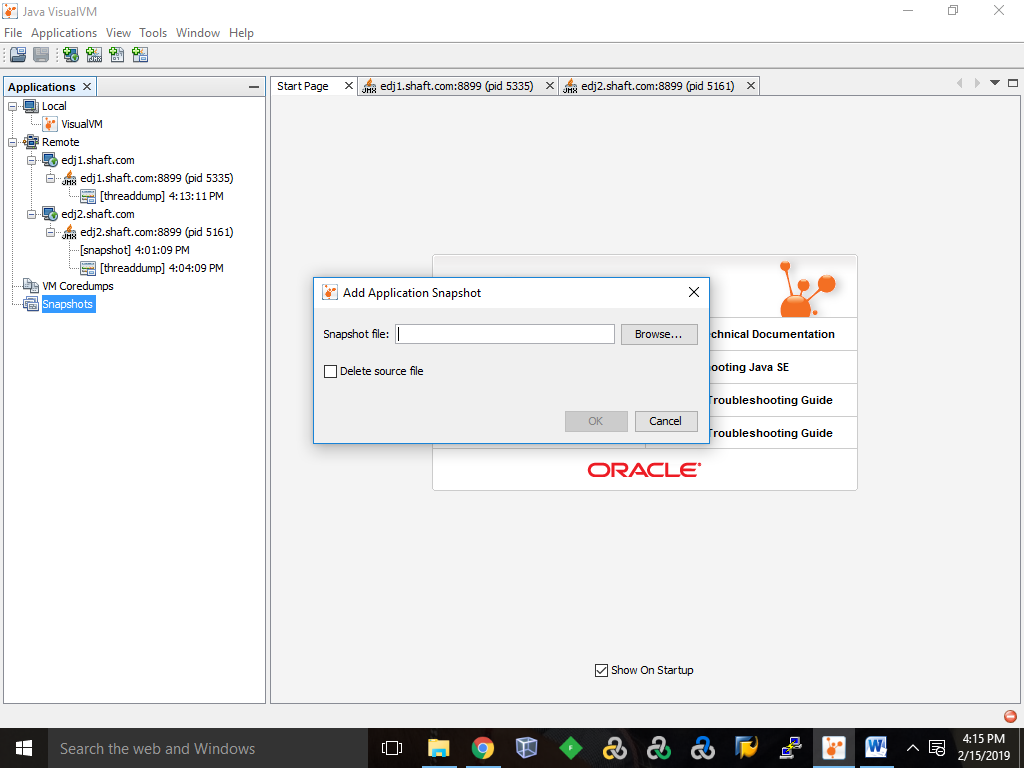 Java VisualVM
File Applications View Tools Window Help
Applications
Start Page
JMX edj1.shaft.com:8899 (pid 5335)
JMX edj2.shaft.com:8899 (pid 5161)
Local
VisualVM
Remote
edj1.shaft.com
JMX edj1.shaft.com:8899 (pid 5335)
[threaddump] 4:13:11 PM
edj2.shaft.com
JMX edj2.shaft.com:8899 (pid 5161)
[snapshot] 4:01:09 PM
[threaddump] 4:04:09 PM
VM Coredumps
Snapshots
Add Application Snapshot
Snapshot file:
Browse...
Delete source file
OK Cancel
chnical Documentation
ooting Java SE
Troubleshooting Guide
Troubleshooting Guide
ORACLE
Show On Startup
Search the web and Windows
4:15 PM
2/15/2019